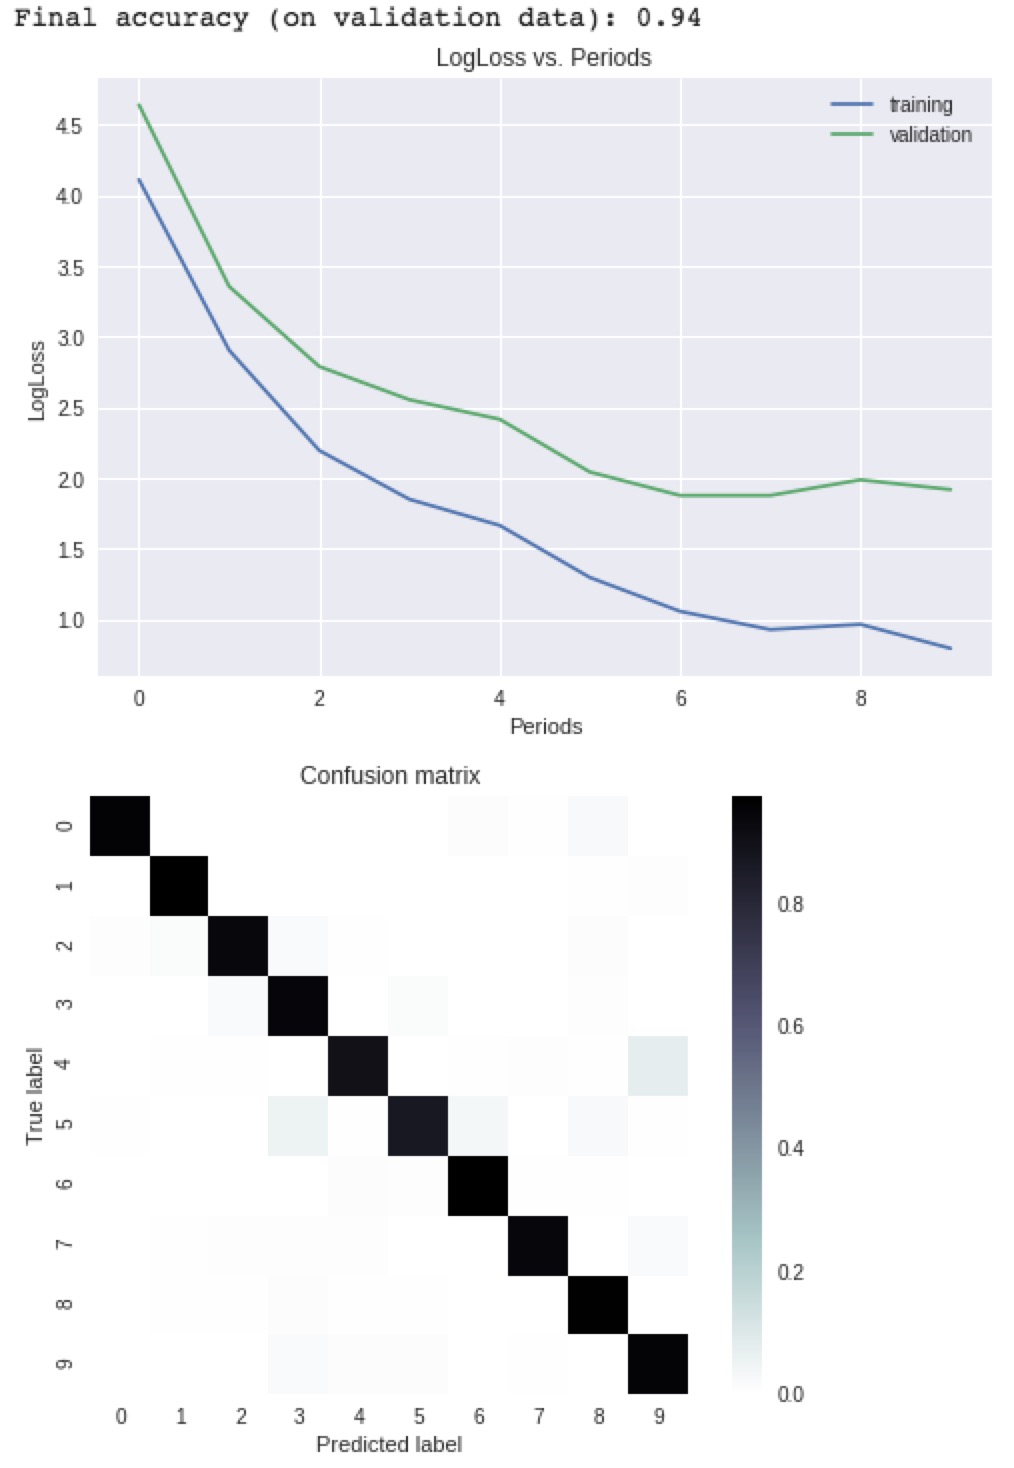 Final accuracy (on validation data): 0.94
LogLoss vs. Periods
training
validation
4.5
4.0
3.5
3.0
2.5
2.0
1.5
1.0
LogLoss
0 2 4 6 8
Periods
Confusion matrix
0
1
2
3
4
5
6
7
8
9
True label
0 1 2 3 4 5 6 7 8 9
Predicted label
0.8
0.6
0.4
0.2
0.0